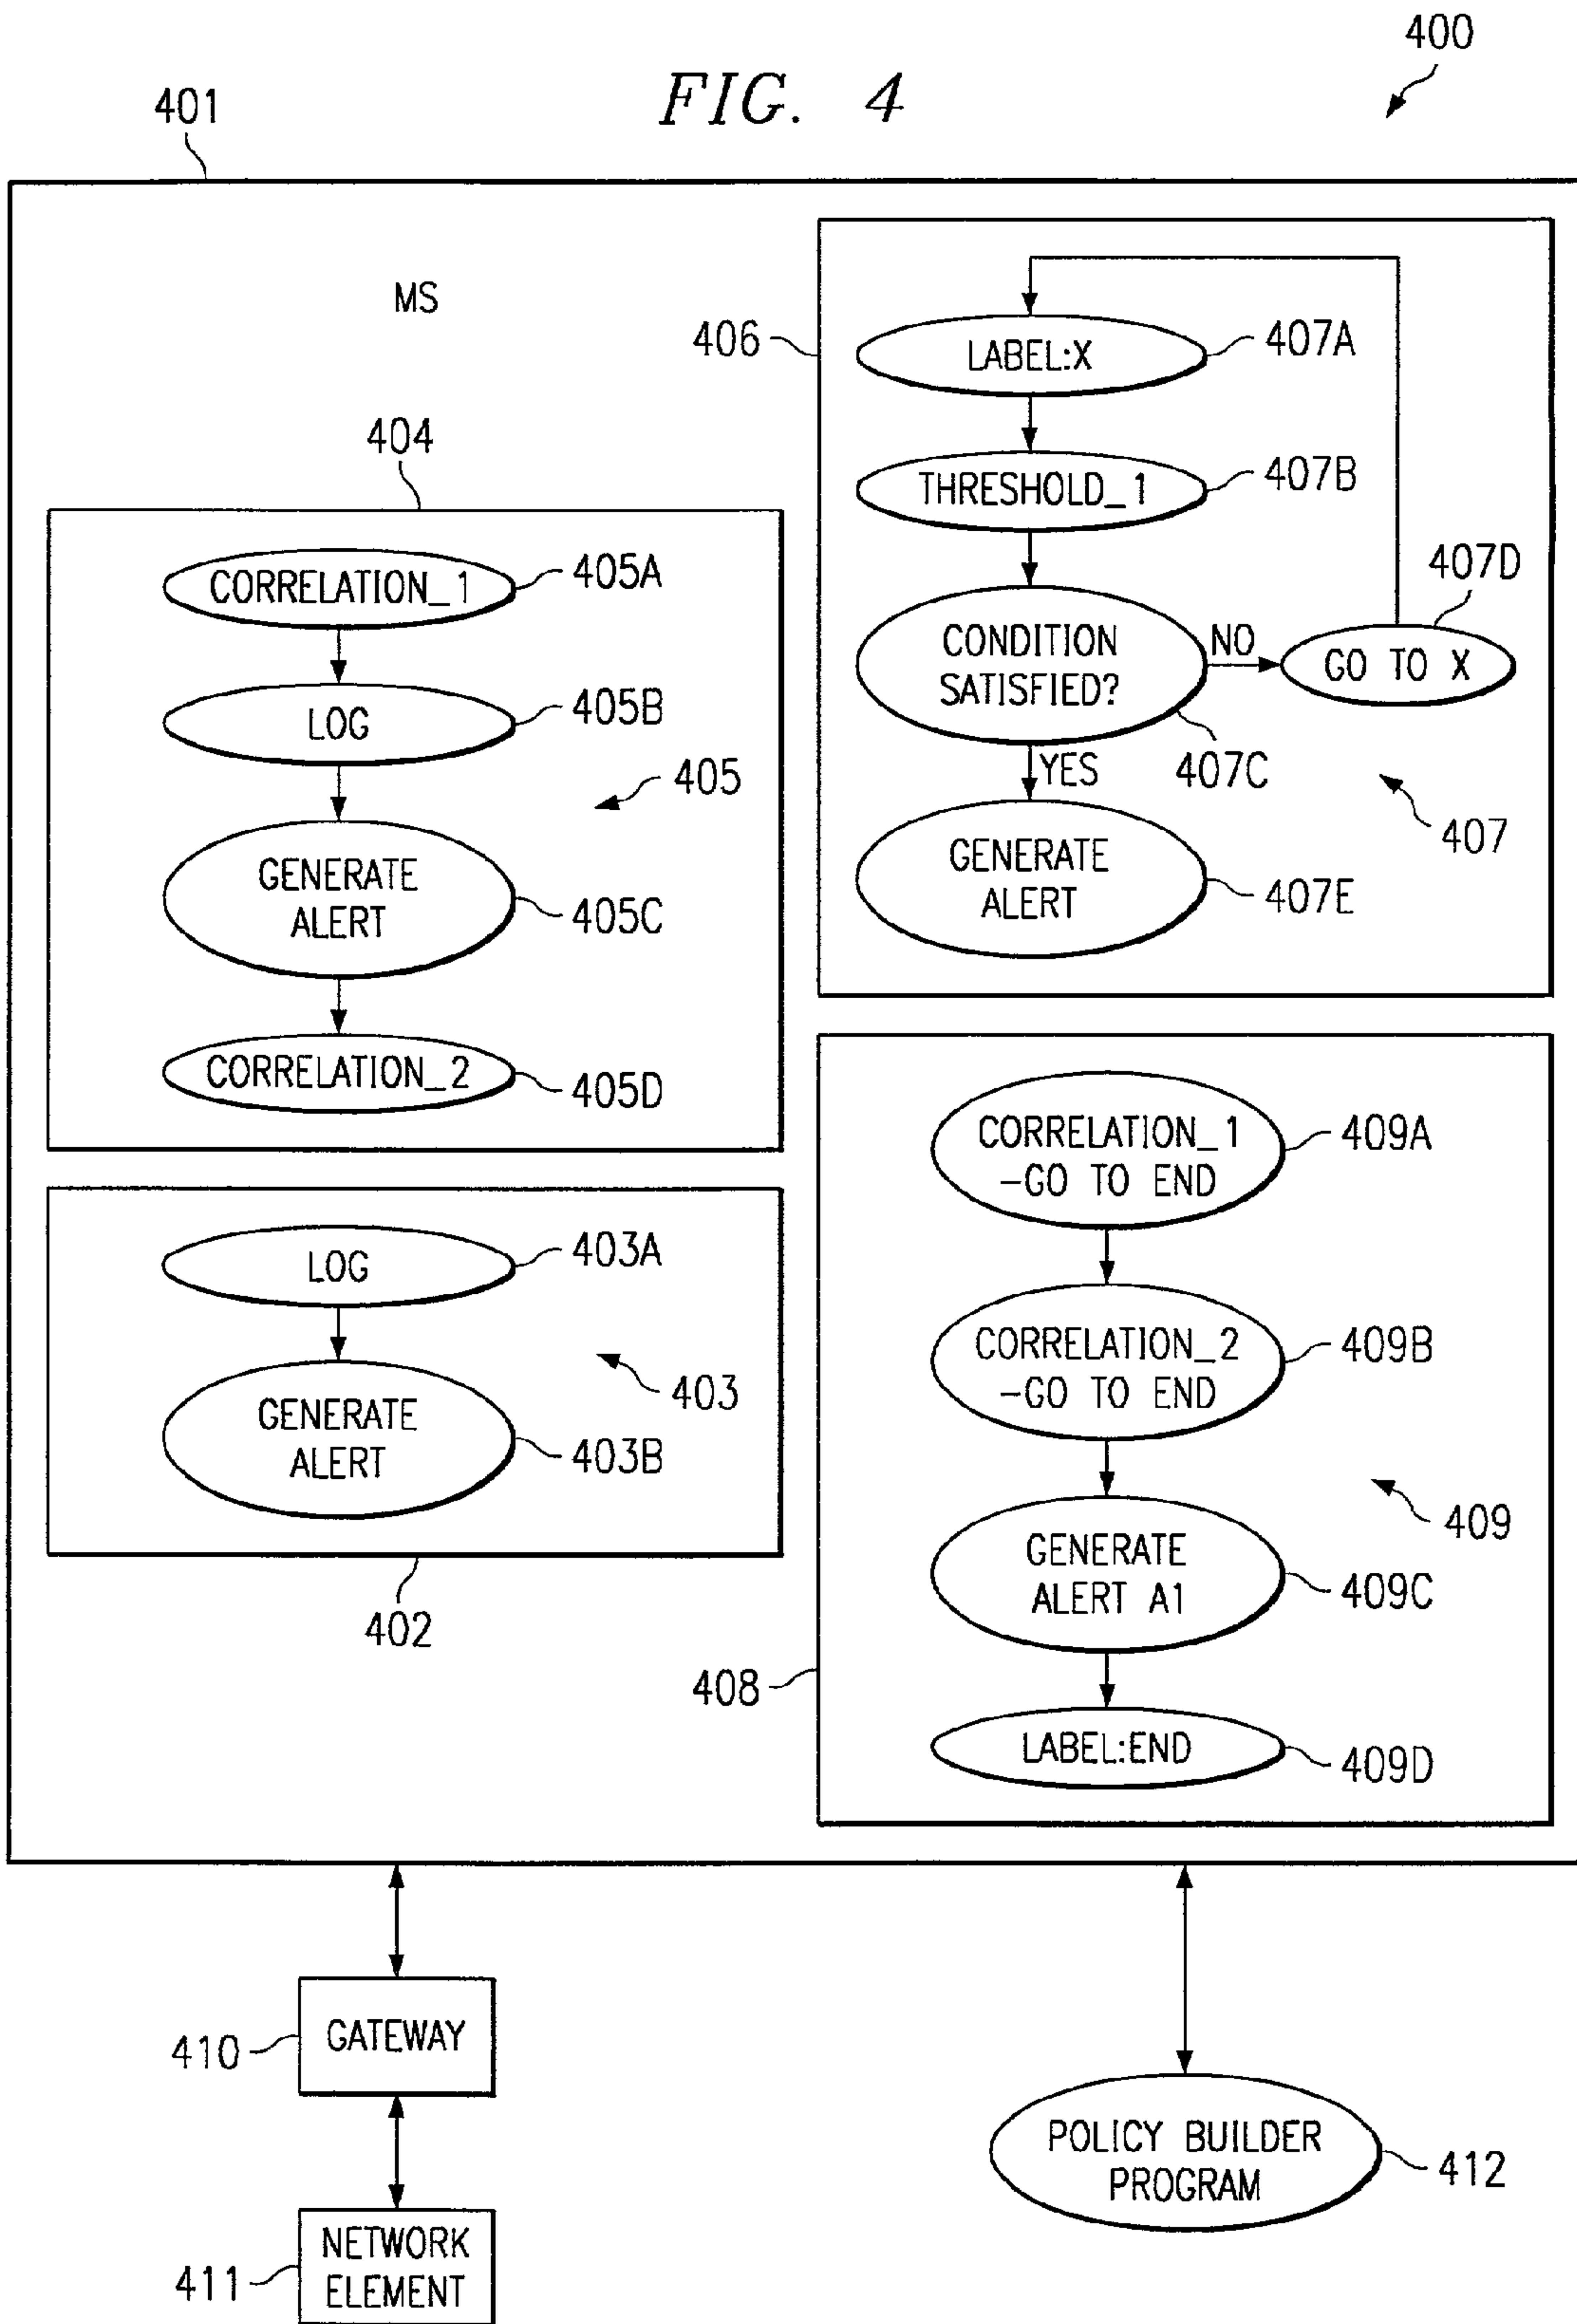 FIG. 4
400
401
MS
404
CORRELATION_1
405A
LOG
405B
405
GENERATE
ALERT
405C
CORRELATION_2
405D
LOG
403A
403
GENERATE
ALERT
403B
402
406
LABEL:X
407A
THRESHOLD_1
407B
CONDITION
SATISFIED?
NO
407D
GO TO X
407C
YES
407
GENERATE
ALERT
407E
CORRELATION_1
-GO TO END
409A
CORRELATION_2
-GO TO END
409B
409
GENERATE
ALERT A1
409C
408
LABEL:END
409D
GATEWAY
410
NETWORK
ELEMENT
411
POLICY BUILDER
PROGRAM
412